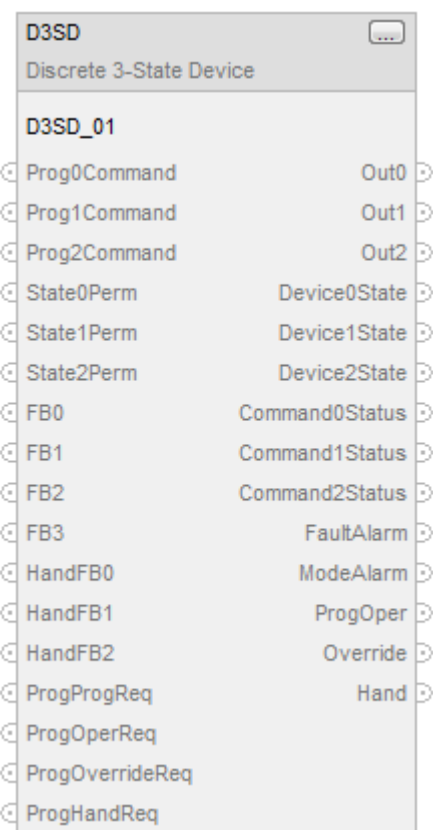 D3SD ...
Discrete 3-State Device
D3SD_01
Prog0Command Out0
Prog1Command Out1
Prog2Command Out2
State0Perm Device0State
State1Perm Device1State
State2Perm Device2State
FB0 Command0Status
FB1 Command1Status
FB2 Command2Status
FB3 FaultAlarm
HandFB0 ModeAlarm
HandFB1 ProgOper
HandFB2 Override
ProgProgReq Hand
ProgOperReq
ProgOverrideReq
ProgHandReq